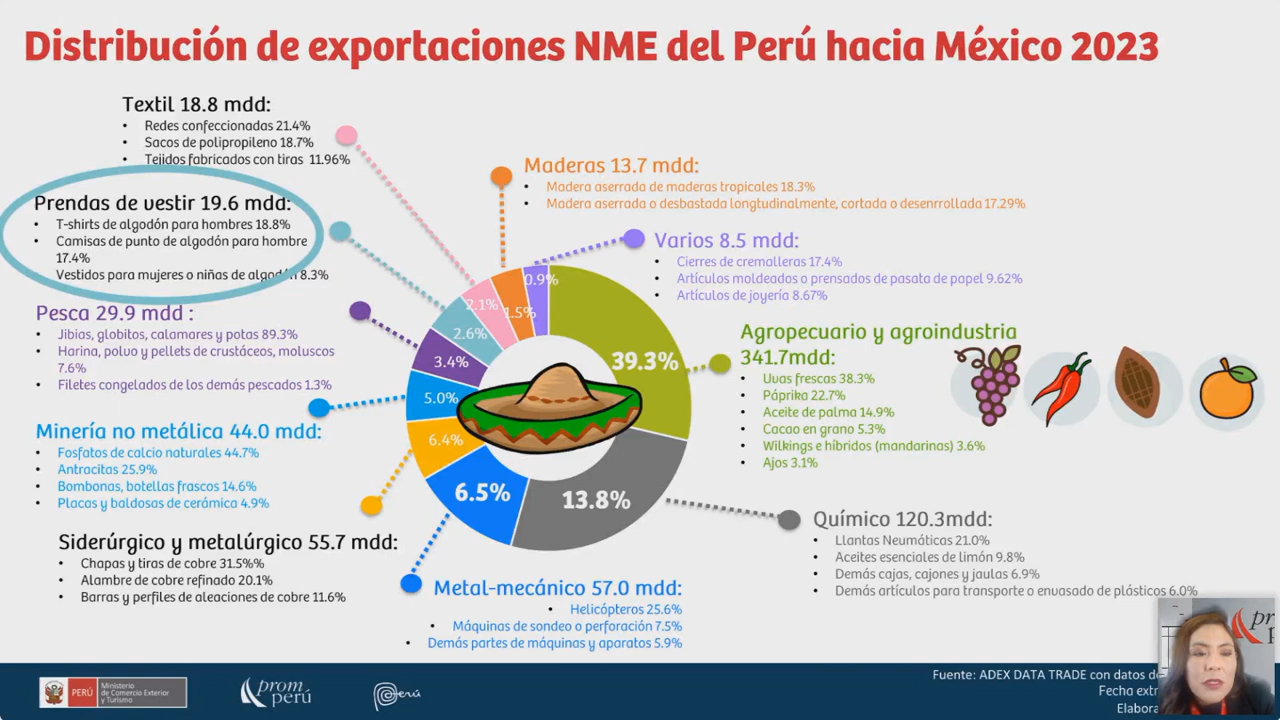 Distribución de exportaciones NME del Perú hacia México 2023
Textil 18.8 mdd:
• Redes confeccionadas 21.4%
• Sacos de polipropileno 18.7%
• Tejidos fabricados con tiras 11.96%
Prendas de vestir 19.6 mdd:
• T-shirts de algodón para hombres 18.8%
• Camisas de punto de algodón para hombre
17.4%
Vestidos para mujeres o niñas de algodón 8.3%
Pesca 29.9 mdd :
• Jibias, globitos, calamares y potas 89.3%
• Harina, polvo y pellets de crustáceos, moluscos
7.6%
• Filetes congelados de los demás pescados 1.3%
Minería no metálica 44.0 mdd:
• Fosfatos de calcio naturales 44.7%
• Antracitas 25.9%
• Bombonas, botellas frascos 14.6%
• Placas y baldosas de cerámica 4.9%
Siderúrgico y metalúrgico 55.7 mdd:
• Chapas y tiras de cobre 31.5%%
• Alambre de cobre refinado 20.1%
• Barras y perfiles de aleaciones de cobre 11.6%
Metal-mecánico 57.0 mdd:
• Helicópteros 25.6%
• Máquinas de sondeo o perforación 7.5%
• Demás partes de máquinas y aparatos 5.9%
Maderas 13.7 mdd:
• Madera aserrada de maderas tropicales 18.3%
• Madera aserrada o desbastada longtudinalmente, cortada o desenrrollada 17.29%
Varios 8.5 mdd:
• Cierres de cremalleras 17.4%
• Artículos moldeados o prensados de pasata de papel 9.62%
• Artículos de joyería 8.67%
Agropecuario y agroindustria
341.7mdd:
• Uvas frescas 38.3%
• Páprika 22.7%
• Aceite de palma 14.9%
• Cacao en grano 5.3%
• Wilkings e híbridos (mandarinas) 3.6%
• Ajos 3.1%
Químico 120.3mdd:
• Llantas Neumáticas 21.0%
• Aceites esenciales de limón 9.8%
• Demás cajas, cajones y jaulas 6.9%
• Demás artículos para transporte o envasado de plásticos 6.0%
0.9%
1.5%
2.1%
2.6%
3.4%
5.0%
6.4%
6.5%
13.8%
39.3%
PERÚ
Ministerio
de Comercio Exterior
y Turismo
prom
perú
Perú
Fuente: ADEX DATA TRADE con datos de
Fecha extr
Elabora